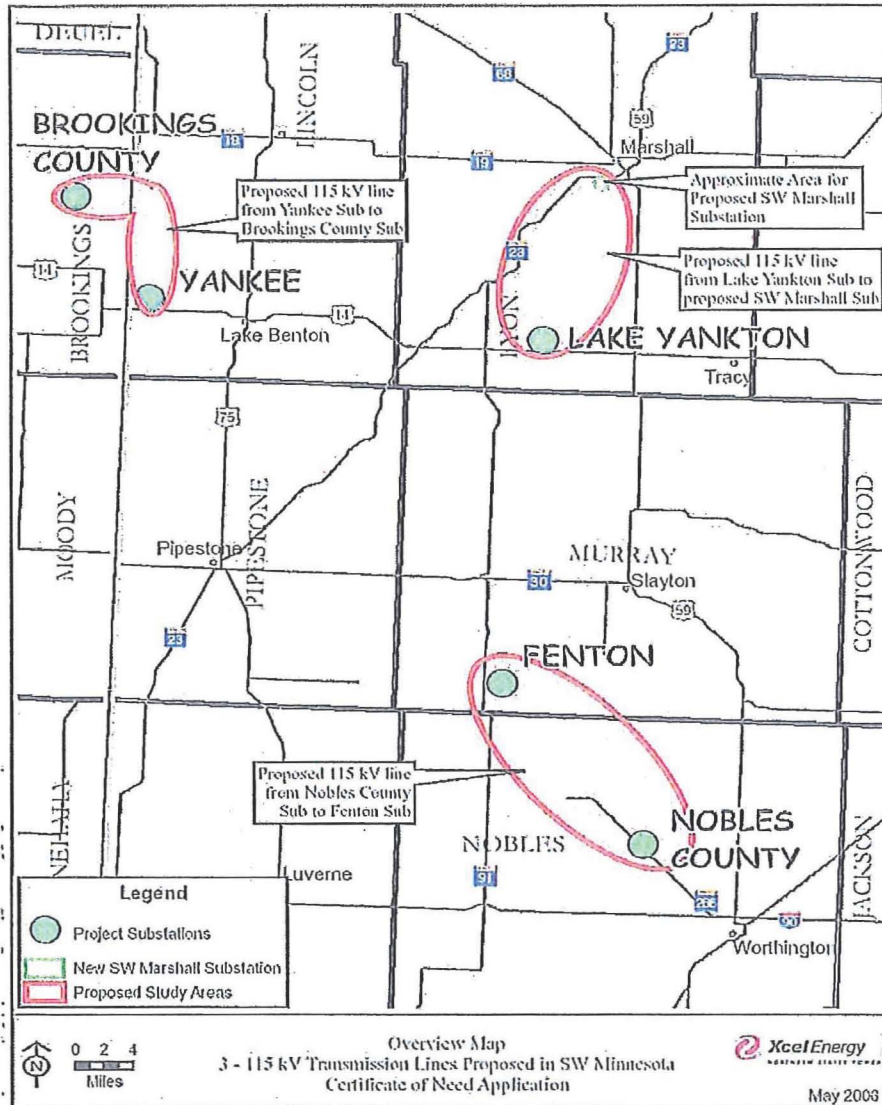 DEUEL
LINCOLN
23
68
BROOKINGS
COUNTY
13
59
Marshall
19
Proposed 115 kV line
from Yankee Sub to
Brookings County Sub
Approximate Area for
Proposed SW Marshall
Substation
BROOKINGS
14
YANKEE
23
Proposed 115 kV line
from Lake Yankton Sub to
proposed SW Marshall Sub
LYON
14
Lake Benton
LAKE YANKTON
Tracy
75
MOODY
PIPESTONE
Pipestone
MURRAY
30
Slayton
COTTONWOOD
59
23
FENTON
Proposed 115 kV line
from Nobles County
Sub to Fenton Sub
NOBLES
NOBLES
COUNTY
JACKSON
Luverne
91
90
Worthington
Legend
Project Substations
New SW Marshall Substation
Proposed Study Areas
N
0 2 4
Miles
Overview Map
3 - 115 kV Transmission Lines Proposed in SW Minnesota
Certificate of Need Application
Xcel Energy
NORTHERN STATES POWER
May 2006